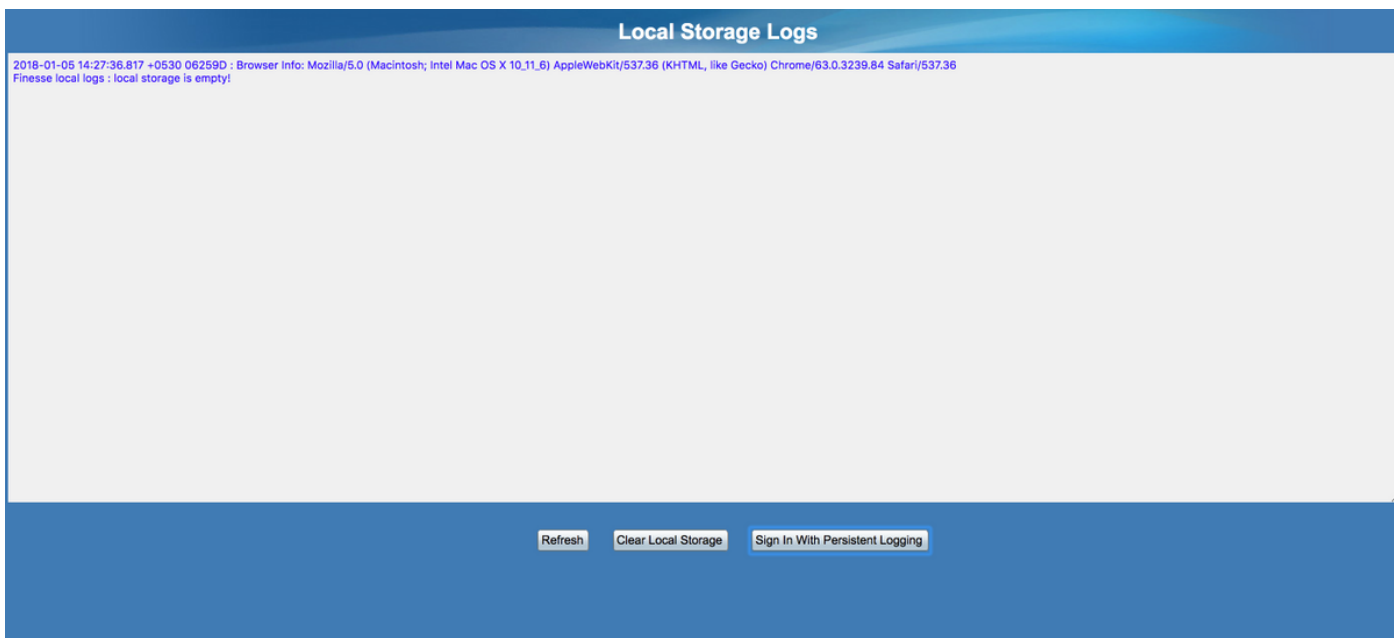 Local Storage Logs
2018-01-05 14:27:36.817 +0530 06259D : Browser Info: Mozilla/5.0 (Macintosh; Intel Mac OS X 10_11_6) AppleWebKit/537.36 (KHTML, like Gecko) Chrome/63.0.3239.84 Safari/537.36
Finesse local logs : local storage is empty!
Refresh Clear Local Storage Sign In With Persistent Logging